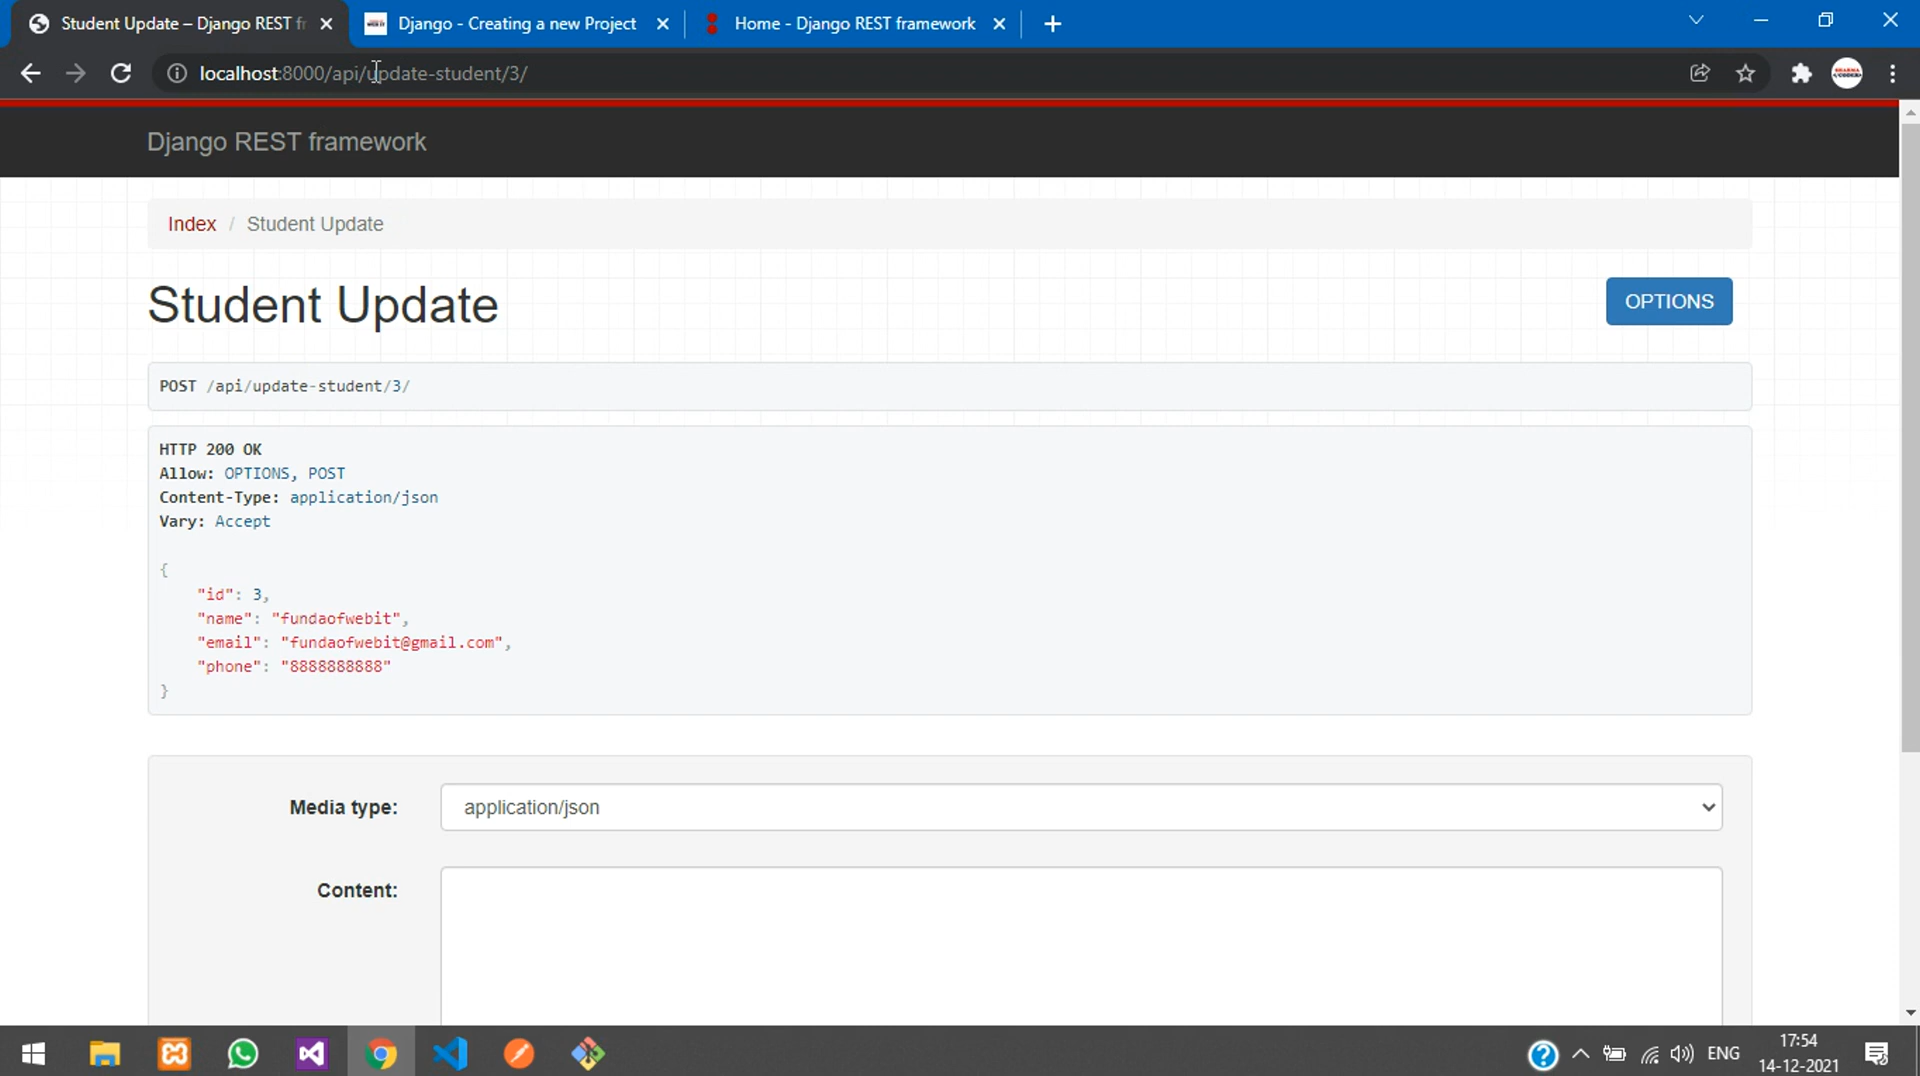 Student Update – Django REST fr
Django - Creating a new Project
Home - Django REST framework
localhost:8000/api/update-student/3/
Django REST framework
Index / Student Update
Student Update
OPTIONS
POST /api/update-student/3/
HTTP 200 OK
Allow: OPTIONS, POST
Content-Type: application/json
Vary: Accept
{
"id": 3,
"name": "fundaofwebit",
"email": "fundaofwebit@gmail.com",
"phone": "8888888888"
}
Media type: application/json
Content:
ENG
17:54
14-12-2021